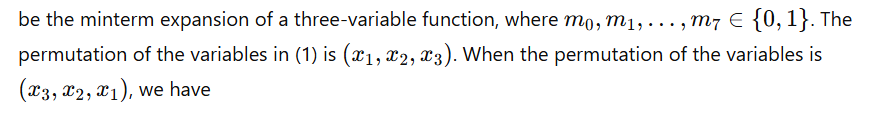 be the minterm expansion of a three-variable function, where m₀, m₁, . . . , m₇ ∈ {0, 1}. The
permutation of the variables in (1) is (x₁, x₂, x₃). When the permutation of the variables is
(x₃, x₂, x₁), we have